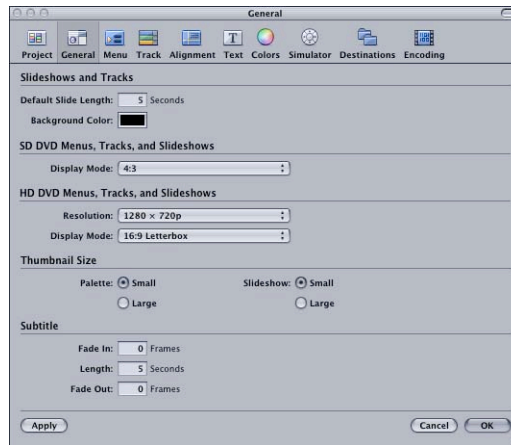 General
Project General Menu Track Alignment Text Colors Simulator Destinations Encoding
Slideshows and Tracks
Default Slide Length: 5 Seconds
Background Color:
SD DVD Menus, Tracks, and Slideshows
Display Mode: 4:3
HD DVD Menus, Tracks, and Slideshows
Resolution: 1280 × 720p
Display Mode: 16:9 Letterbox
Thumbnail Size
Palette: Small Slideshow: Small
Large Large
Subtitle
Fade In: 0 Frames
Length: 5 Seconds
Fade Out: 0 Frames
Apply Cancel OK